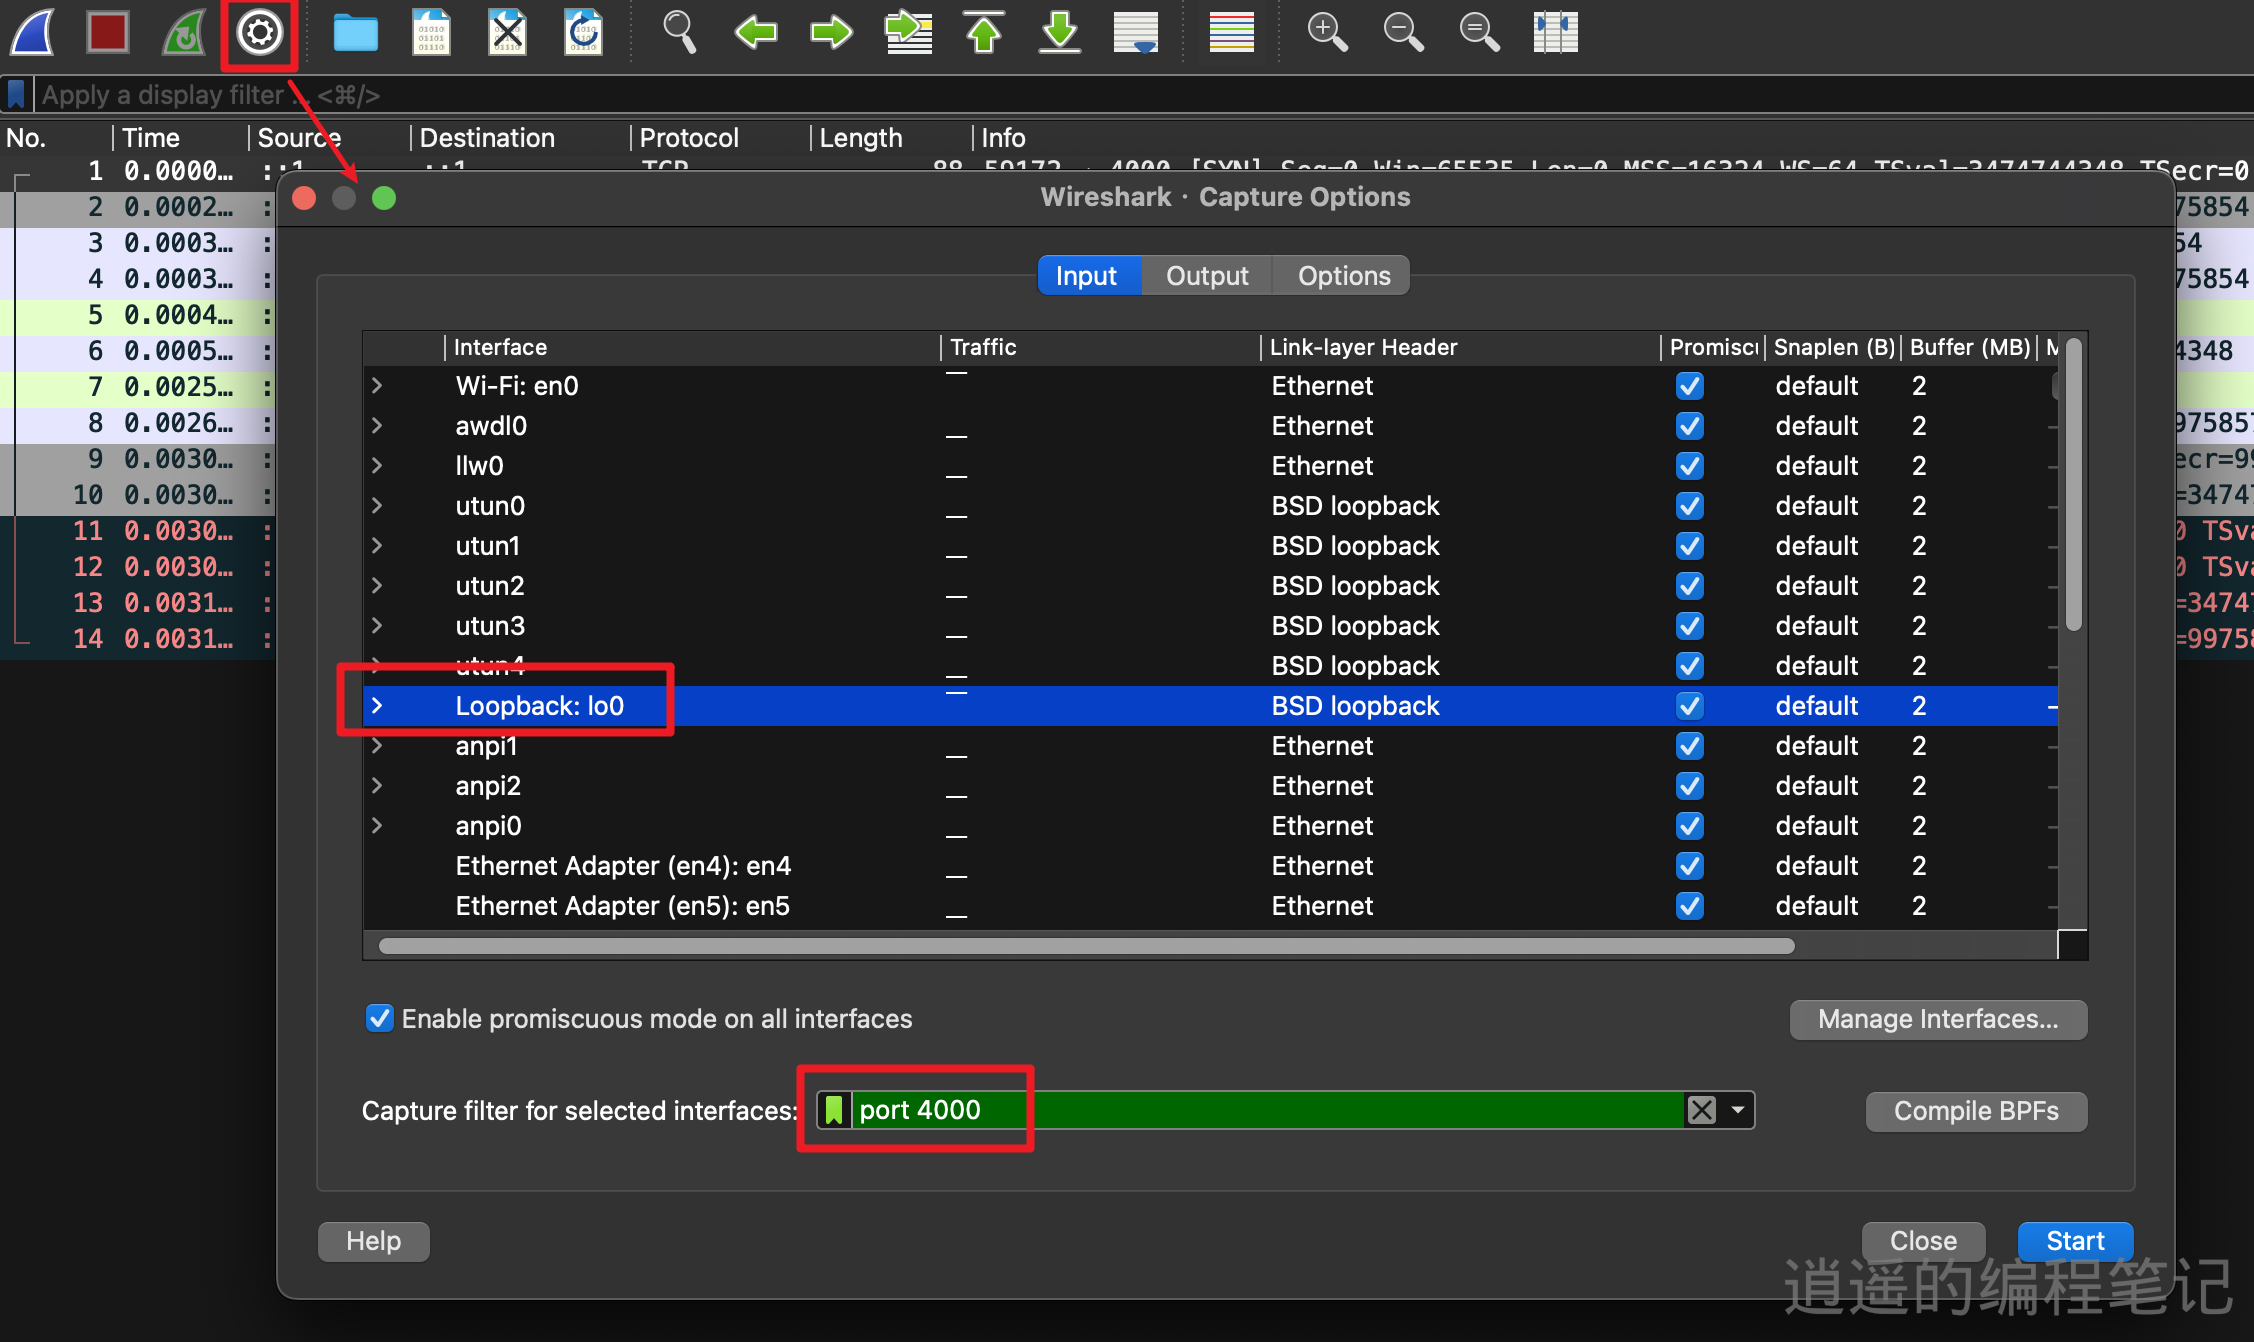 Apply a display filter ... <⌘/>
No. Time Source Destination Protocol Length Info
1 0.0000… ::1 ::1 TCP 88 59172 → 4000 [SYN] Seq=0 Win=65535 Len=0 MSS=16324 WS=64 TSval=3474744348 TSecr=0
Wireshark · Capture Options
2 0.0002… : 75854
3 0.0003… : 54
4 0.0003… : 75854
5 0.0004… :
6 0.0005… : 4348
7 0.0025… :
8 0.0026… : 975857
9 0.0030… : ecr=99
10 0.0030… : =3474
11 0.0030… : 0 TSva
12 0.0030… : 0 TSva
13 0.0031… : =3474
14 0.0031… : =9975
Input Output Options
Interface Traffic Link-layer Header Promisc Snaplen (B) Buffer (MB) M
Wi-Fi: en0 Ethernet default 2
awdl0 Ethernet default 2
llw0 Ethernet default 2
utun0 BSD loopback default 2
utun1 BSD loopback default 2
utun2 BSD loopback default 2
utun3 BSD loopback default 2
utun4 BSD loopback default 2
Loopback: lo0 BSD loopback default 2 —
anpi1 Ethernet default 2
anpi2 Ethernet default 2
anpi0 Ethernet default 2
Ethernet Adapter (en4): en4 Ethernet default 2
Ethernet Adapter (en5): en5 Ethernet default 2
Enable promiscuous mode on all interfaces
Manage Interfaces...
Capture filter for selected interfaces: port 4000
Compile BPFs
Help Close Start
逍遥的编程笔记